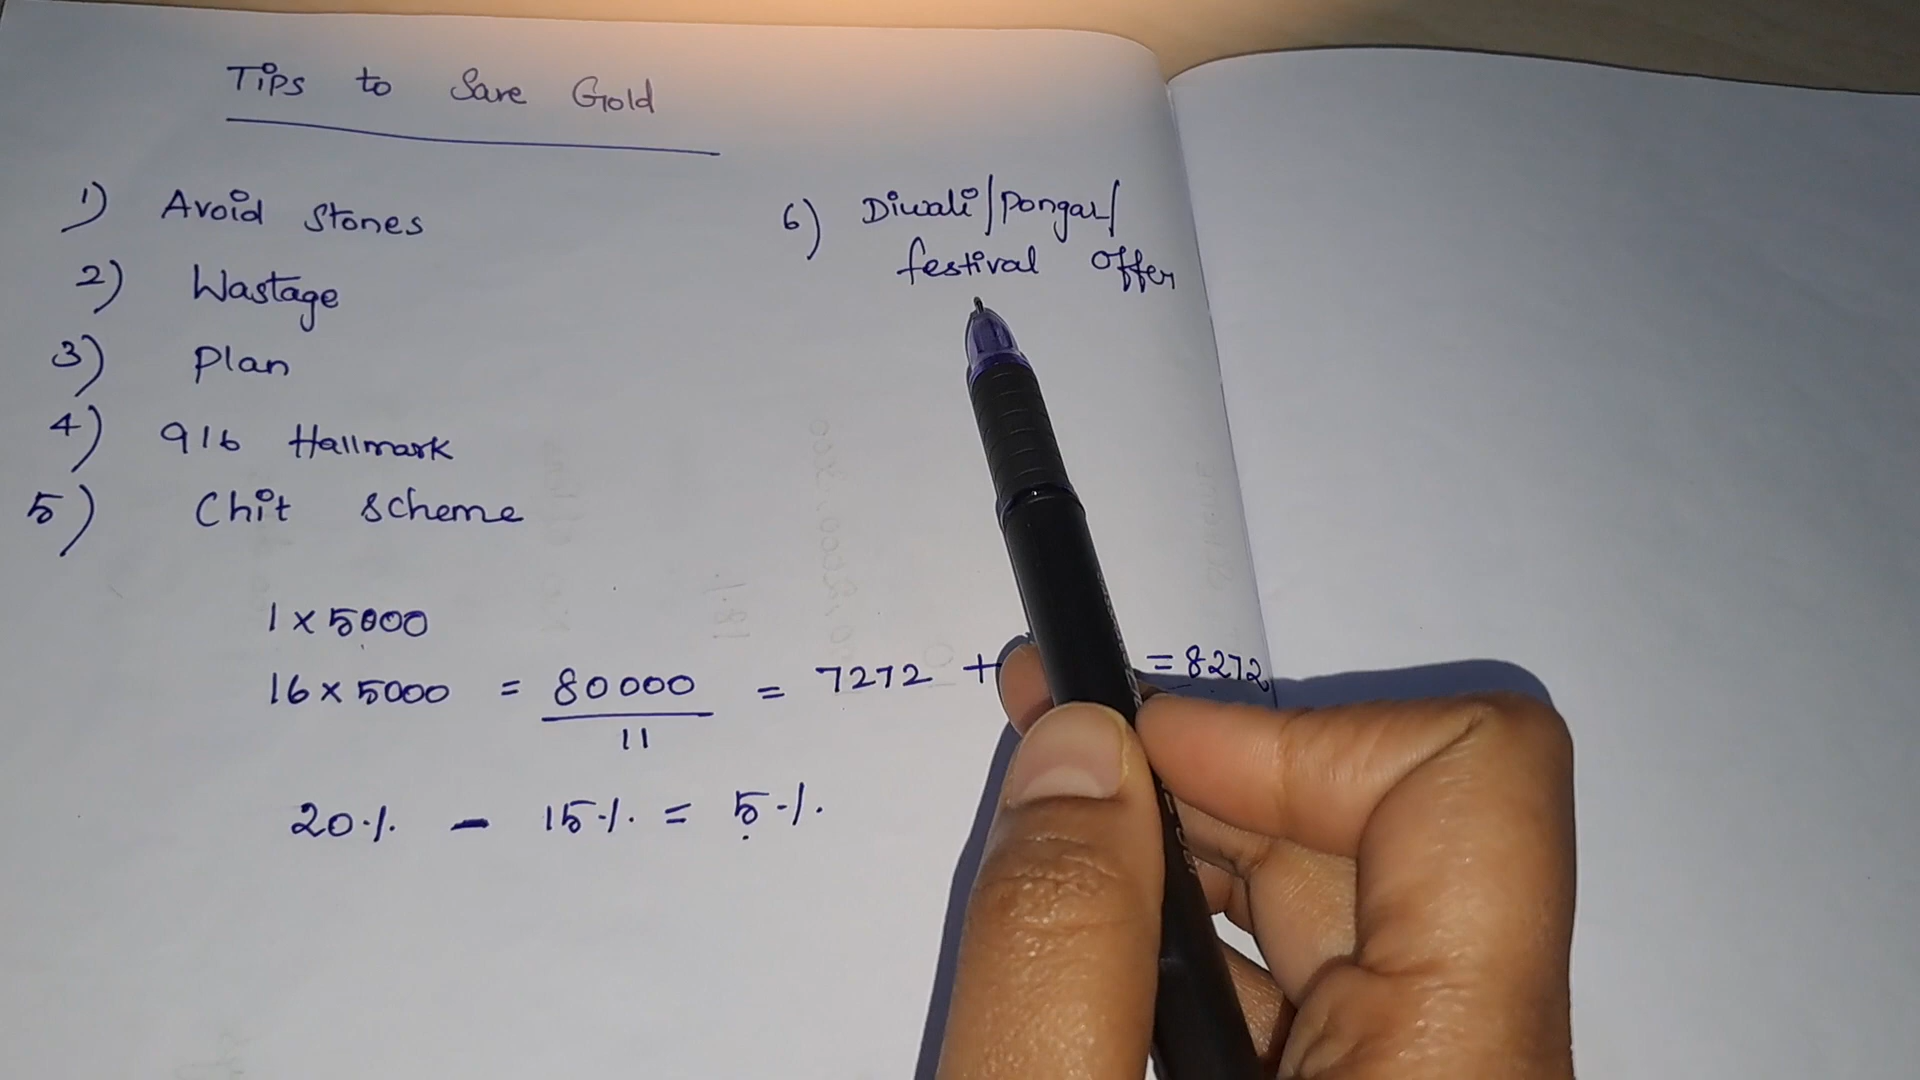 Tips to Save Gold
1) Avoid Stones
2) Wastage
3) Plan
4) 916 Hallmark
5) Chit Scheme
6) Diwali/Pongal/
festival offer
1 x 5000
16 x 5000 = 80000 = 7272 + = 8272
11
20% - 15% = 5%.